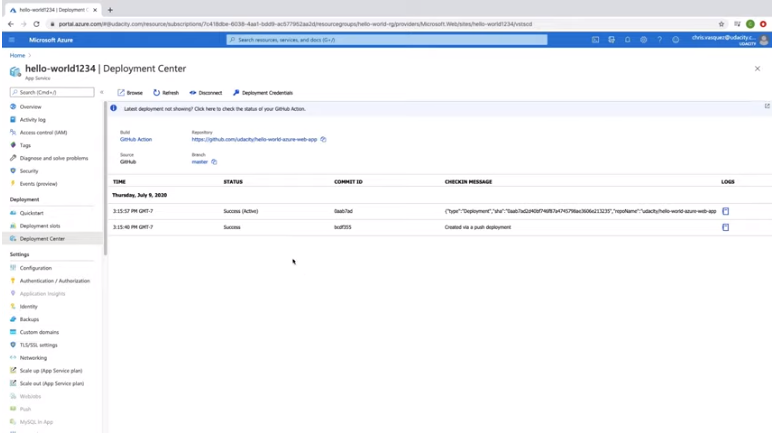 hello-world1234 | Deployment C
portal.azure.com/#@udacity.com/resource/subscriptions/7c418dbe-6038-4aa1-bdd9-ac577952aa2d/resourcegroups/hello-world-rg/providers/Microsoft.Web/sites/hello-world1234/vstscd
Microsoft Azure
Search resources, services, and docs (G+/)
chris.vasquez@udacity.c...
UDACITY
Home >
hello-world1234 | Deployment Center
App Service
Search (Cmd+/)
Browse Refresh Disconnect Deployment Credentials
Overview
Activity log
Access control (IAM)
Tags
Diagnose and solve problems
Security
Events (preview)
Deployment
Quickstart
Deployment slots
Deployment Center
Settings
Configuration
Authentication / Authorization
Application Insights
Identity
Backups
Custom domains
TLS/SSL settings
Networking
Scale up (App Service plan)
Scale out (App Service plan)
WebJobs
Push
MySQL In App
Latest deployment not showing? Click here to check the status of your GitHub Action.
Build Repository
GitHub Action https://github.com/udacity/hello-world-azure-web-app
Source Branch
GitHub master
TIME STATUS COMMIT ID CHECKIN MESSAGE LOGS
Thursday, July 9, 2020
3:15:57 PM GMT-7 Success (Active) 0aab7ad {"type":"Deployment","sha":"0aab7ad2d40bf746f87a4745798ae3606e213235","repoName":"udacity/hello-world-azure-web-app
3:15:46 PM GMT-7 Success bcdf355 Created via a push deployment